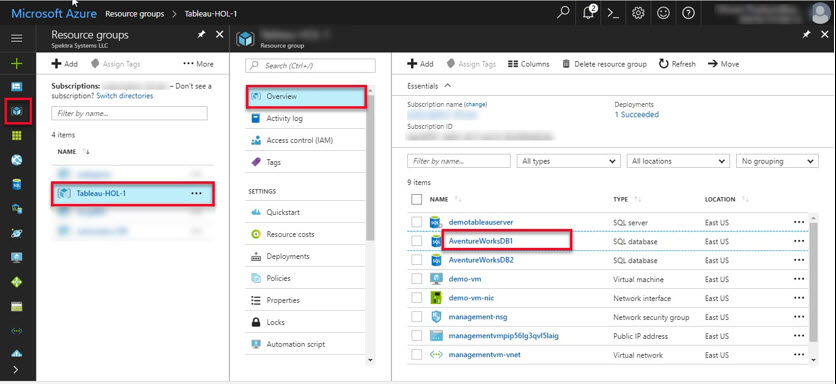 Microsoft Azure Resource groups > Tableau-HOL-1
2
Resource groups
Spektra Systems LLC
Add Assign Tags More
Subscriptions: – Don't see a
subscription? Switch directories
Filter by name...
4 items
NAME
Tableau-HOL-1
Resource group
Search (Ctrl+/)
Overview
Activity log
Access control (IAM)
Tags
SETTINGS
Quickstart
Resource costs
Deployments
Policies
Properties
Locks
Automation script
Add Assign Tags Columns Delete resource group Refresh Move
Essentials
Subscription name (change)
Deployments
1 Succeeded
Subscription ID
Filter by name... All types All locations No grouping
9 items
NAME TYPE LOCATION
demotableauserver SQL server East US
AventureWorksDB1 SQL database East US
AventureWorksDB2 SQL database East US
demo-vm Virtual machine East US
demo-vm-nic Network interface East US
management-nsg Network security group East US
managementvmpip56lg3qvl5laig Public IP address East US
managementvm-vnet Virtual network East US